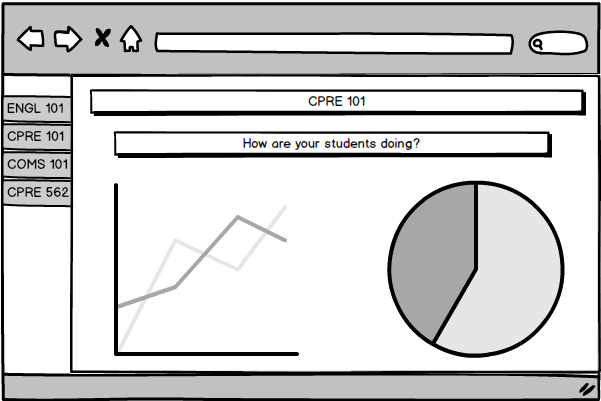 ENGL 101
CPRE 101
COMS 101
CPRE 562
CPRE 101
How are your students doing?